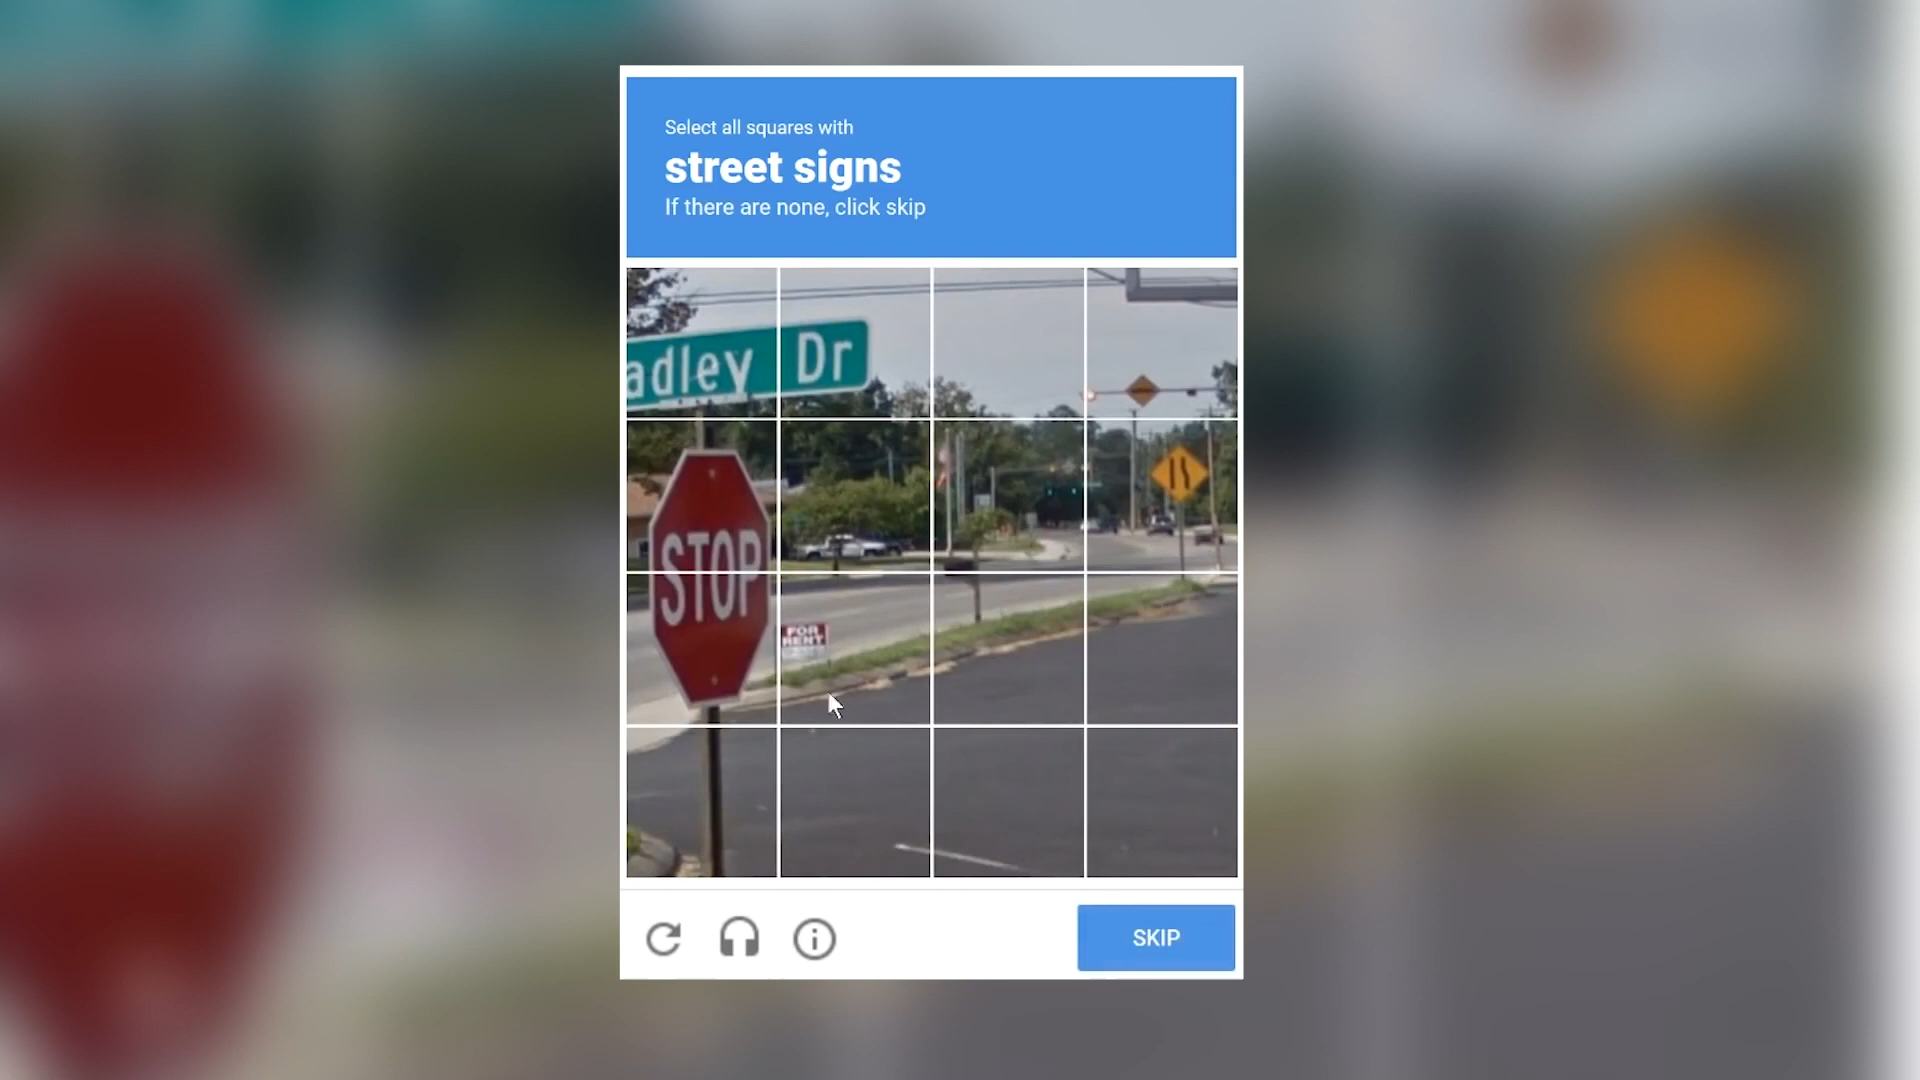 Select all squares with
street signs
If there are none, click skip
adley Dr
STOP
FOR
RENT
SKIP